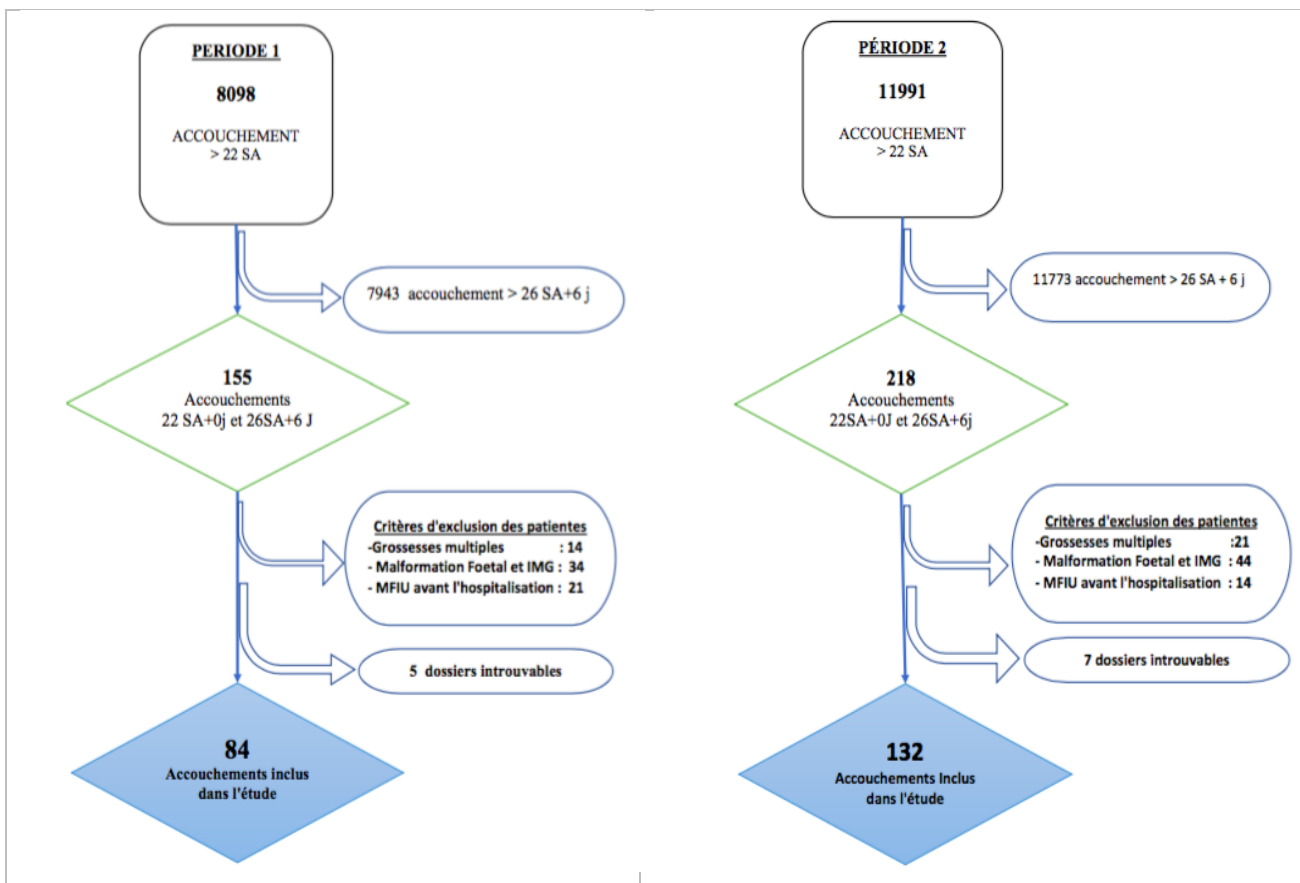 PERIODE 1
8098
ACCOUCHEMENT
> 22 SA
7943 accouchement > 26 SA+6 j
155
Accouchements
22 SA+0j et 26SA+6 J
Critères d'exclusion des patientes
-Grossesses multiples : 14
- Malformation Foetal et IMG : 34
- MFIU avant l'hospitalisation : 21
5 dossiers introuvables
84
Accouchements inclus
dans l'étude
PÉRIODE 2
11991
ACCOUCHEMENT
> 22 SA
11773 accouchement > 26 SA + 6 j
218
Accouchements
22SA+0J et 26SA+6j
Critères d'exclusion des patientes
-Grossesses multiples :21
- Malformation Foetal et IMG : 44
- MFIU avant l'hospitalisation : 14
7 dossiers introuvables
132
Accouchements Inclus
dans l'étude